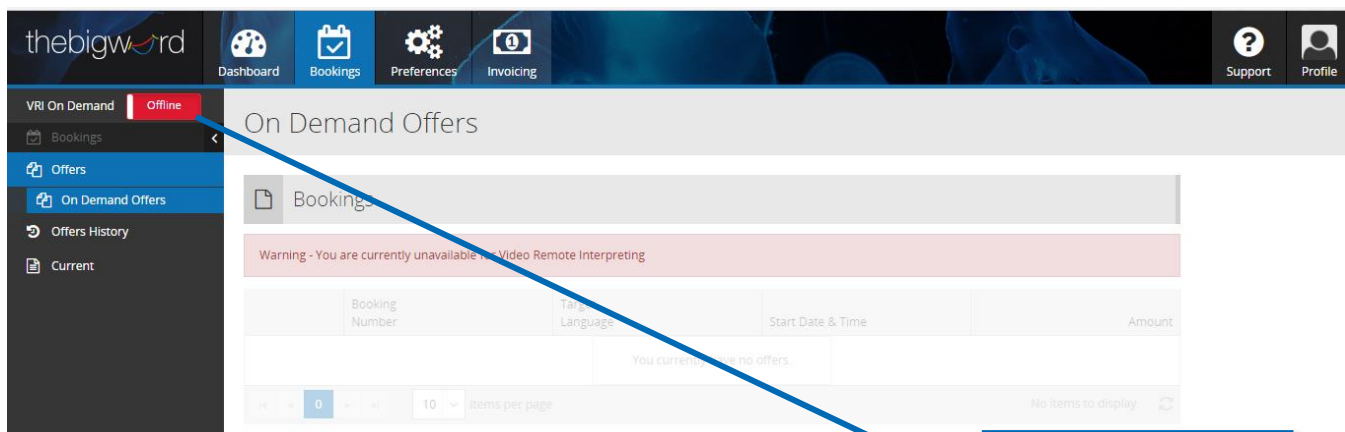 thebigword
Dashboard
Bookings
Preferences
Invoicing
Support
Profile
VRI On Demand Offline
Bookings
Offers
On Demand Offers
Offers History
Current
On Demand Offers
Bookings
Warning - You are currently unavailable for Video Remote Interpreting
Booking
Number
Target
Language
Start Date & Time
Amount
You currently have no offers.
0
10 items per page
No items to display